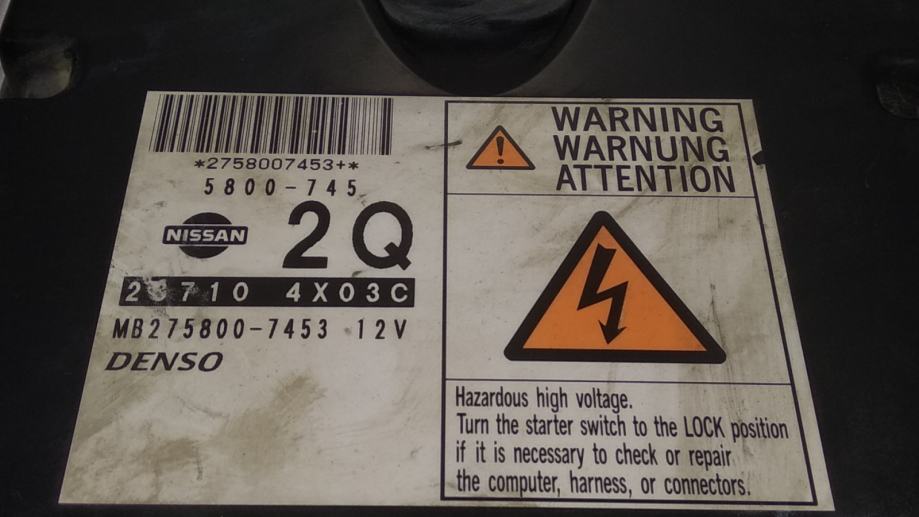 *2758007453+*
5800-745
NISSAN
2Q
4X03C
MB275800-7453 12V
DENSO
WARNING
WARNUNG
ATTENTION
Hazardous high voltage.
Turn the starter switch to the LOCK position
if it is necessary to check or repair
the computer, harness, or connectors.